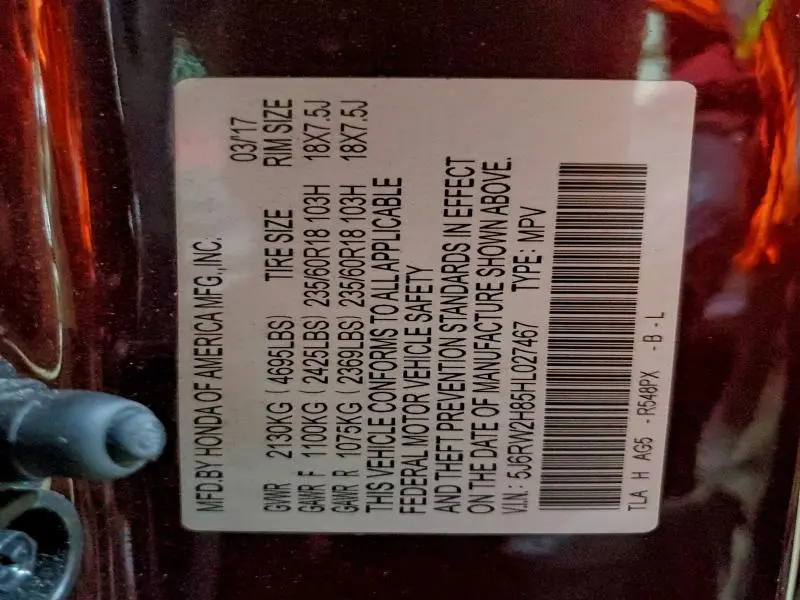 MFD. BY HONDA OF AMERICA MFG., INC. 03/17
GVWR 2130KG ( 4695LBS) TIRE SIZE RIM SIZE
GAWR F 1100KG ( 2425LBS) 235/60R18 103H 18X7.5J
GAWR R 1075KG ( 2369LBS) 235/60R18 103H 18X7.5J
THIS VEHICLE CONFORMS TO ALL APPLICABLE
FEDERAL MOTOR VEHICLE SAFETY
AND THEFT PREVENTION STANDARDS IN EFFECT
ON THE DATE OF MANUFACTURE SHOWN ABOVE.
V.I.N.: 5J6RW2H85HL027467 TYPE: MPV
TLA H AG5 - R548PX - B - L